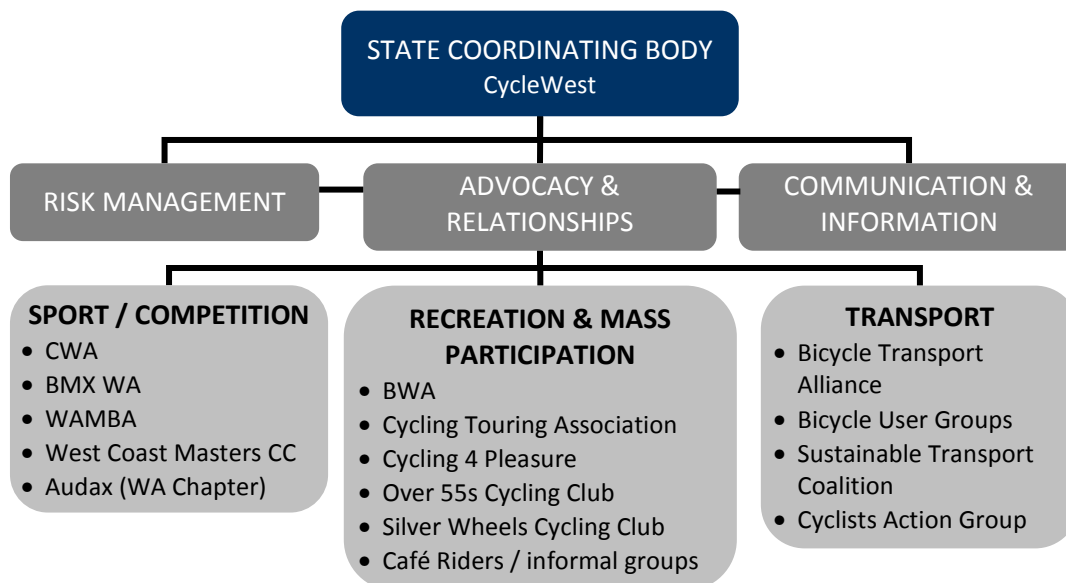 STATE COORDINATING BODY
CycleWest
RISK MANAGEMENT
ADVOCACY &
RELATIONSHIPS
COMMUNICATION &
INFORMATION
SPORT / COMPETITION
• CWA
• BMX WA
• WAMBA
• West Coast Masters CC
• Audax (WA Chapter)
RECREATION & MASS
PARTICIPATION
• BWA
• Cycling Touring Association
• Cycling 4 Pleasure
• Over 55s Cycling Club
• Silver Wheels Cycling Club
• Café Riders / informal groups
TRANSPORT
• Bicycle Transport
Alliance
• Bicycle User Groups
• Sustainable Transport
Coalition
• Cyclists Action Group